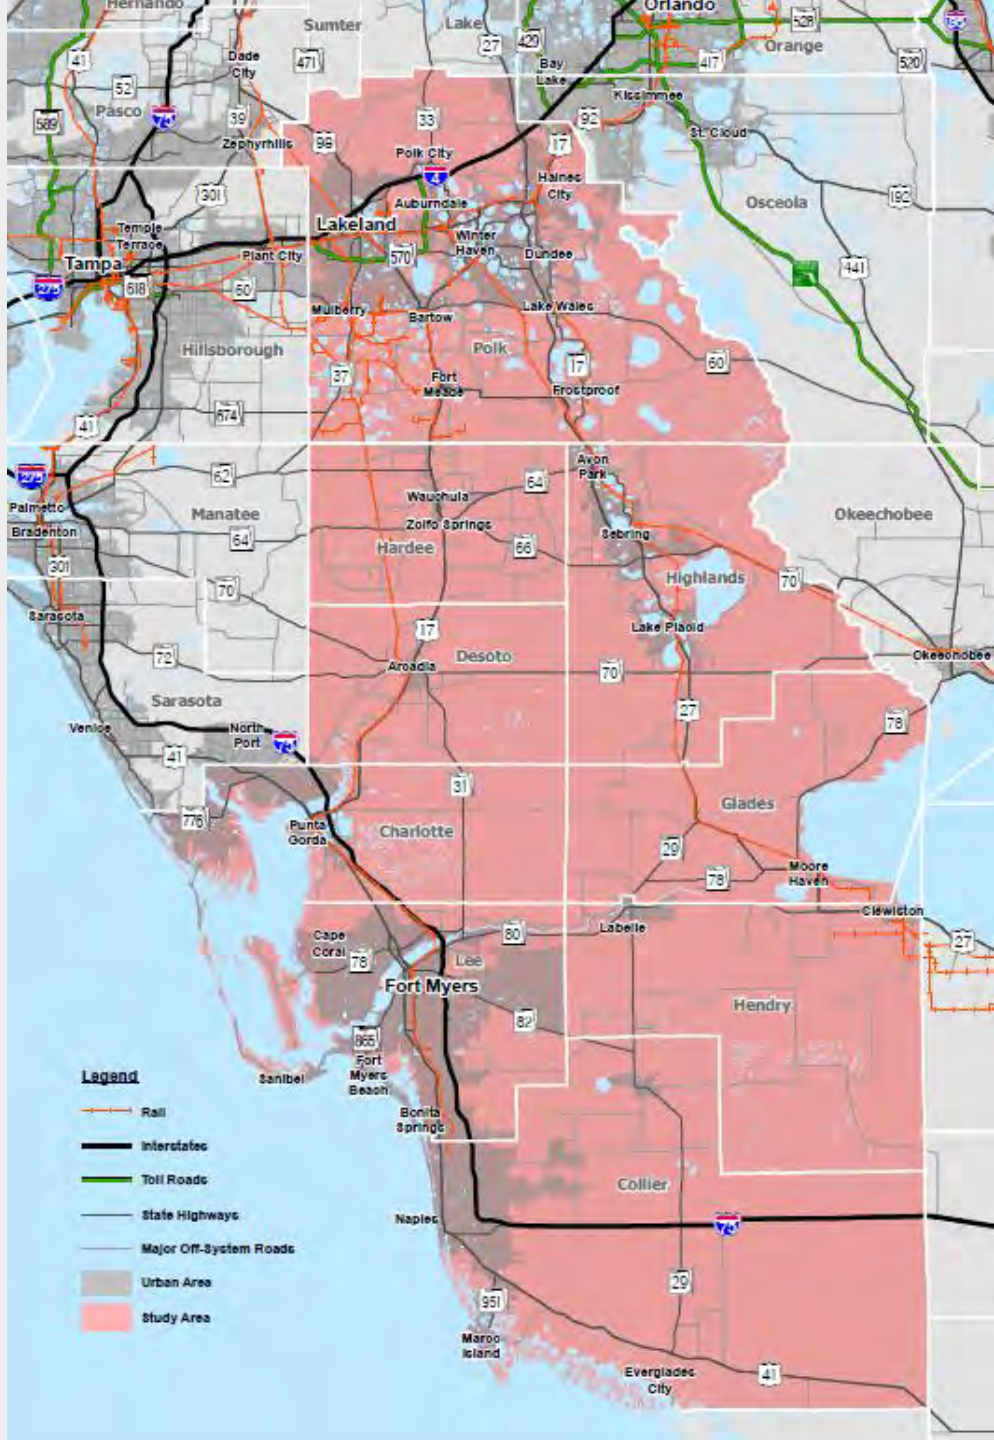 Hernando
Sumter
Lake
Orlando
528
95
41
471
27
429
Orange
Dade
City
417
520
Bay
Lake
52
Pasco
75
589
39
33
92
Kissimmee
St. Cloud
Zephyrhills
98
17
Polk City
4
Haines
City
301
Auburndale
192
Osceola
Temple
Terrace
Lakeland
Winter
Haven
Plant City
570
Dundee
Tampa
441
275
618
60
Mulberry
Bartow
Lake Wales
Hillsborough
Polk
60
17
37
Fort
Meade
Frostproof
674
41
Avon
Park
275
62
64
Palmetto
Wauchula
Manatee
Okeechobee
Bradenton
64
Zolfo Springs
Sebring
Hardee
66
301
Highlands
70
70
Sarasota
17
Lake Placid
72
Desoto
Okeechobee
Arcadia
70
Sarasota
27
78
Venice
North
Port
75
41
31
Glades
776
Punta
Gorda
Charlotte
29
Moore
Haven
78
Clewiston
Labelle
Cape
Coral
80
27
78
Lee
Fort Myers
Hendry
82
865
Fort
Myers
Beach
Sanibel
Bonita
Springs
Collier
Naples
75
29
951
Marco
Island
Everglades
City
41
Legend
Rail
Interstates
Toll Roads
State Highways
Major Off-System Roads
Urban Area
Study Area